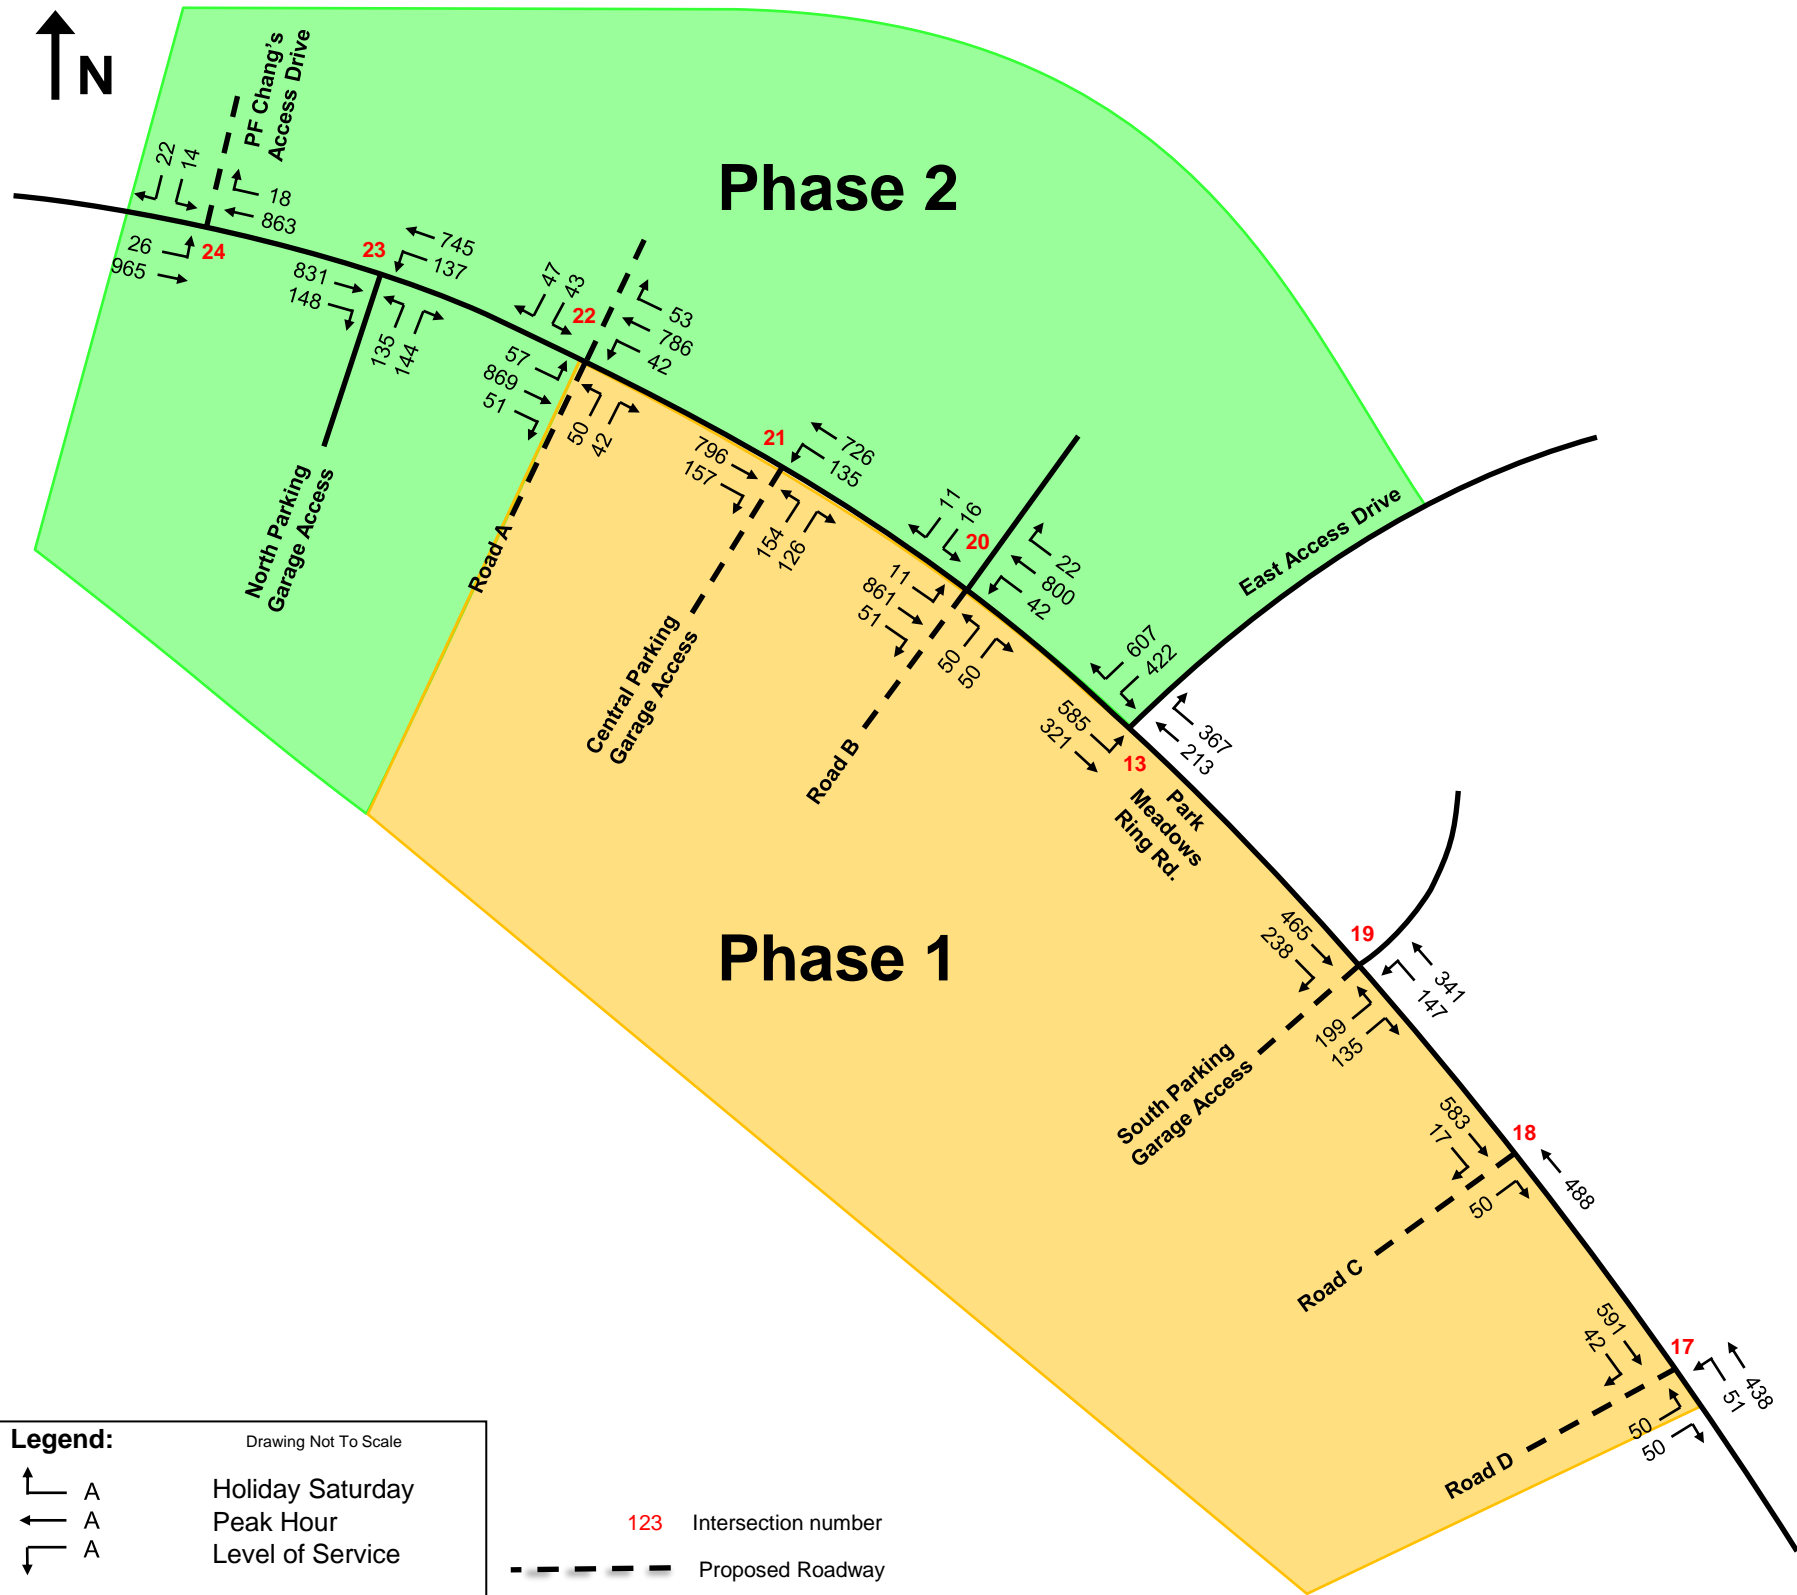 N
PF Chang's
Access Drive
Phase 2
22
14
18
863
26
965
24
23
745
137
831
148
135
144
North Parking
Garage Access
47
43
22
53
786
42
57
869
51
50
42
Road A
21
726
135
796
157
154
126
Central Parking
Garage Access
11
16
20
22
800
42
11
861
51
50
50
Road B
East Access Drive
607
422
367
213
585
321
13
Park
Meadows
Ring Rd.
Phase 1
19
465
238
341
147
199
135
South Parking
Garage Access
18
583
17
488
50
Road C
17
591
42
438
51
50
50
Road D
Legend:
Drawing Not To Scale
A
Holiday Saturday
A
Peak Hour
A
Level of Service
123 Intersection number
Proposed Roadway